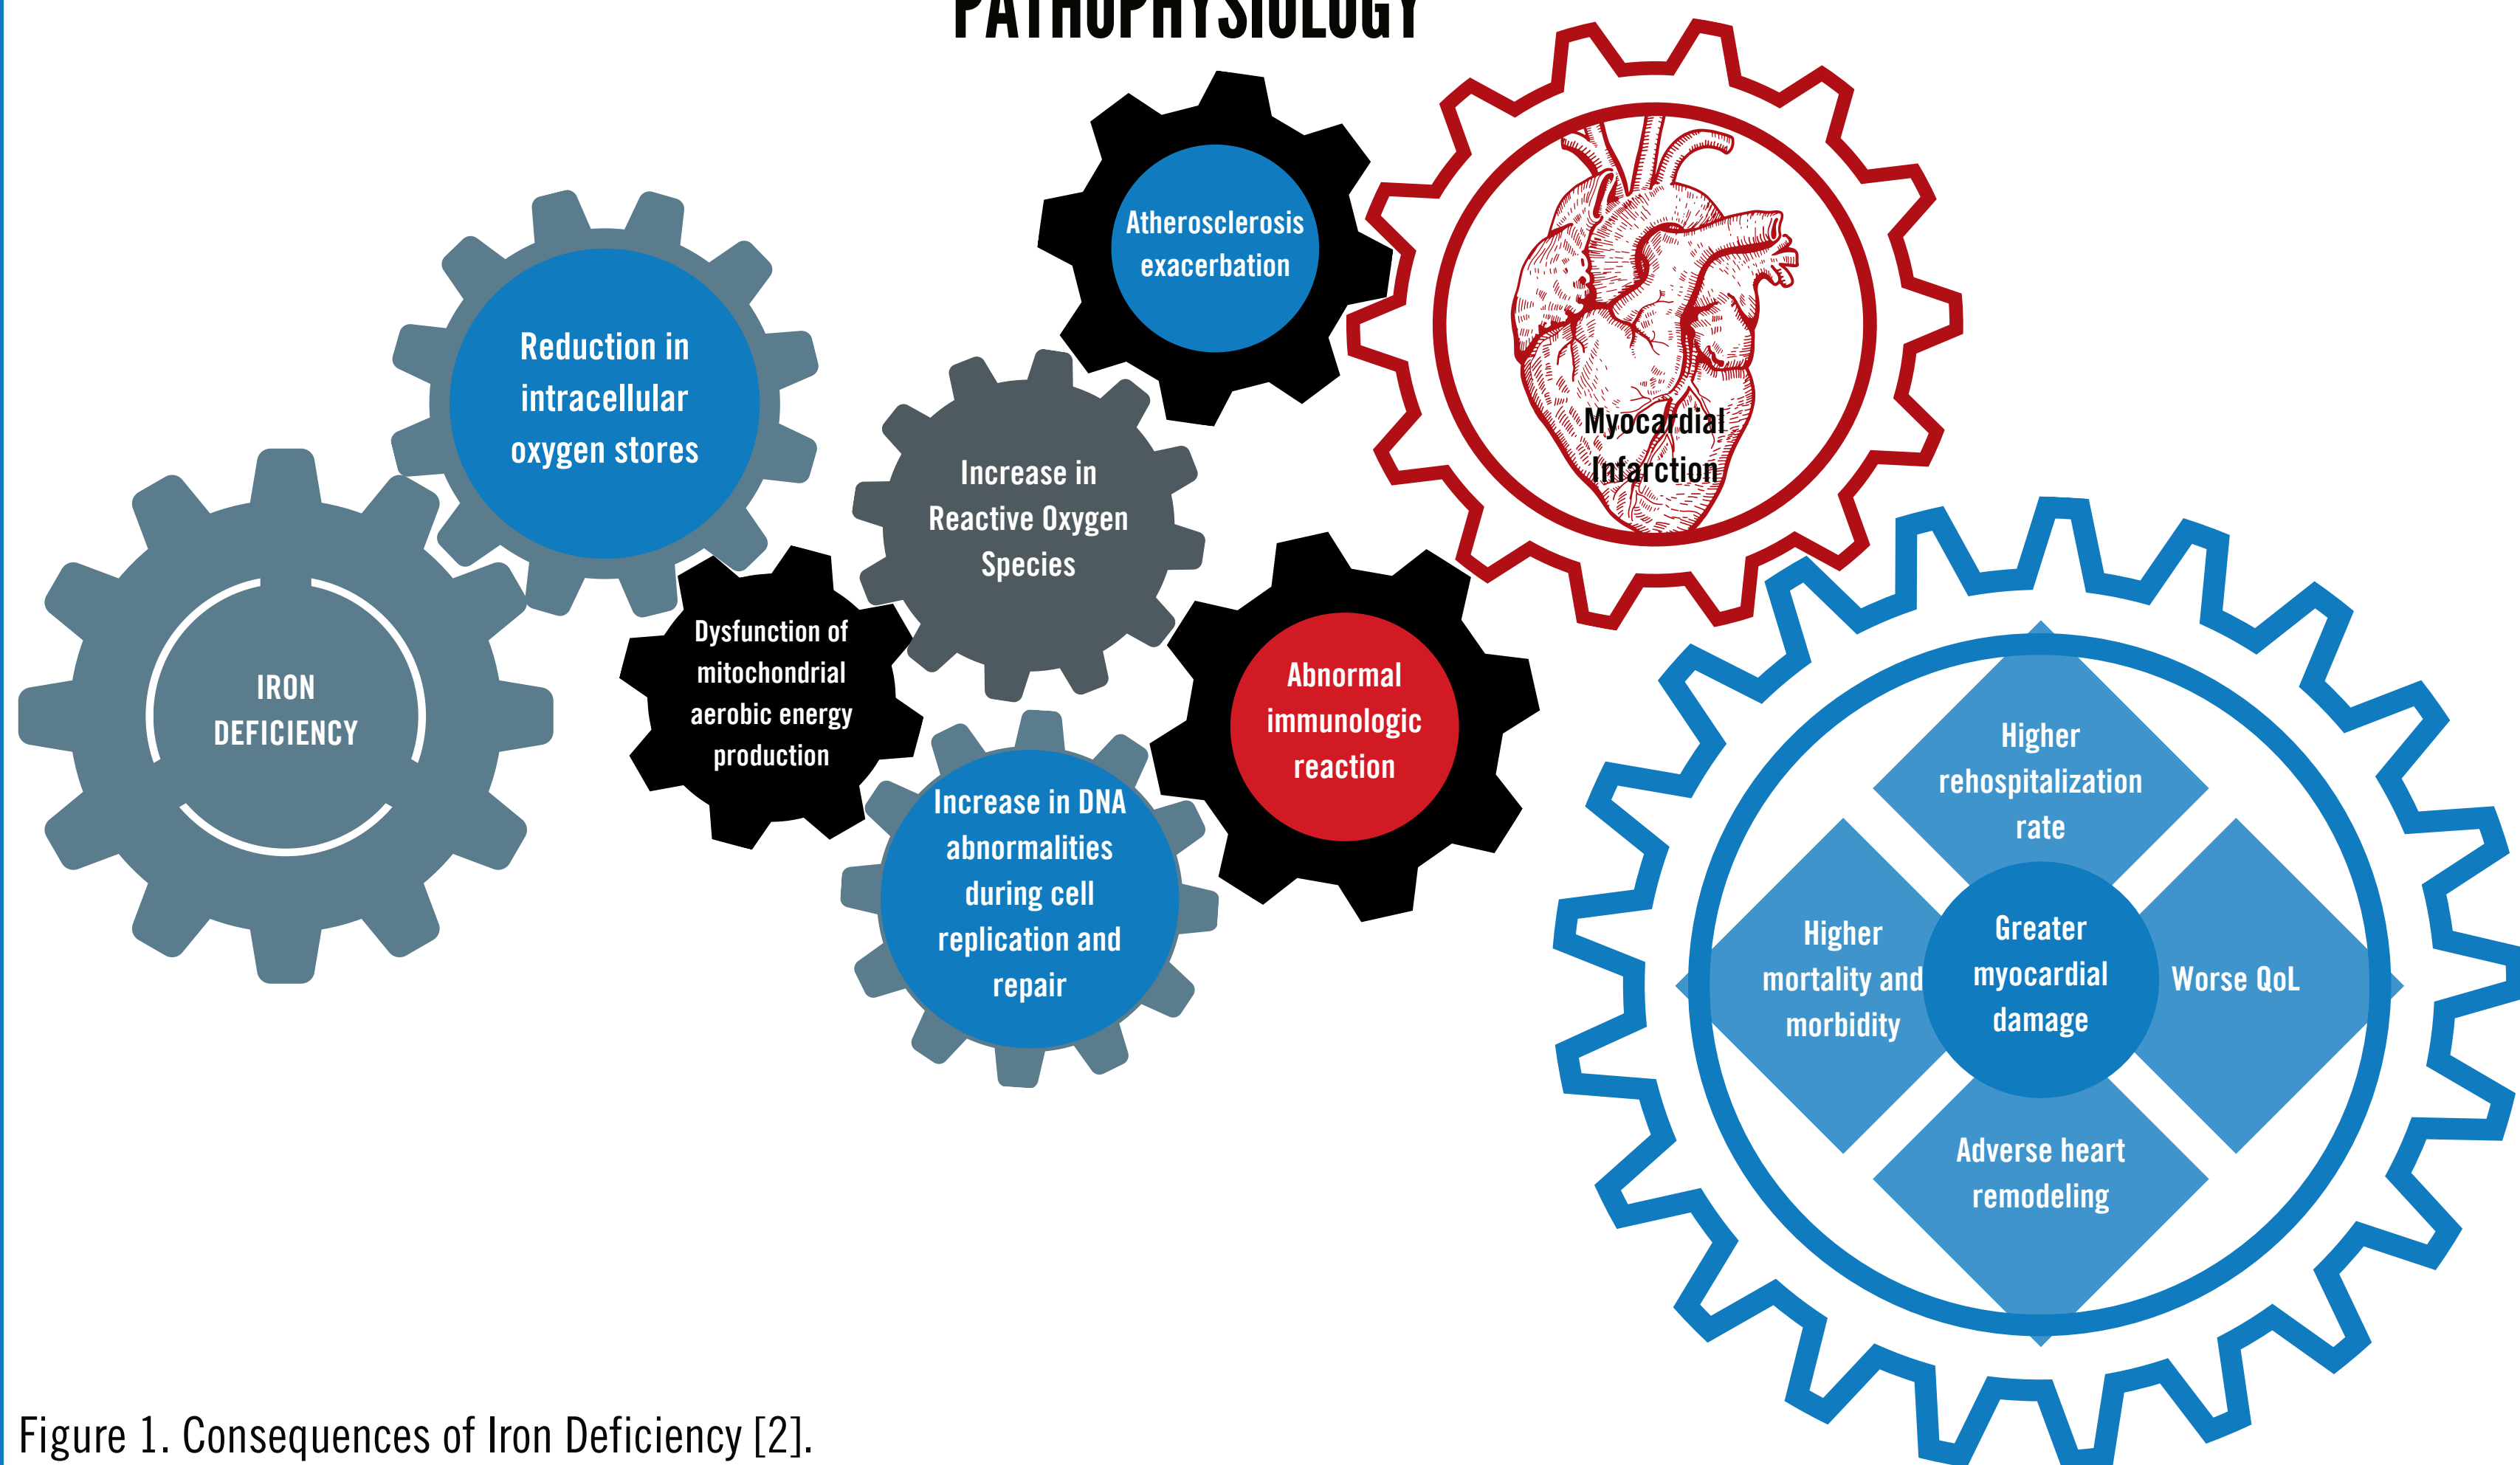 PATHOPHYSIOLOGY
Atherosclerosis
exacerbation
Reduction in
intracellular
oxygen stores
Myocardial
Infarction
Increase in
Reactive Oxygen
Species
IRON
DEFICIENCY
Dysfunction of
mitochondrial
aerobic energy
production
Abnormal
immunologic
reaction
Increase in DNA
abnormalities
during cell
replication and
repair
Higher
rehospitalization
rate
Higher
mortality and
morbidity
Greater
myocardial
damage
Worse QoL
Adverse heart
remodeling
Figure 1. Consequences of Iron Deficiency [2].